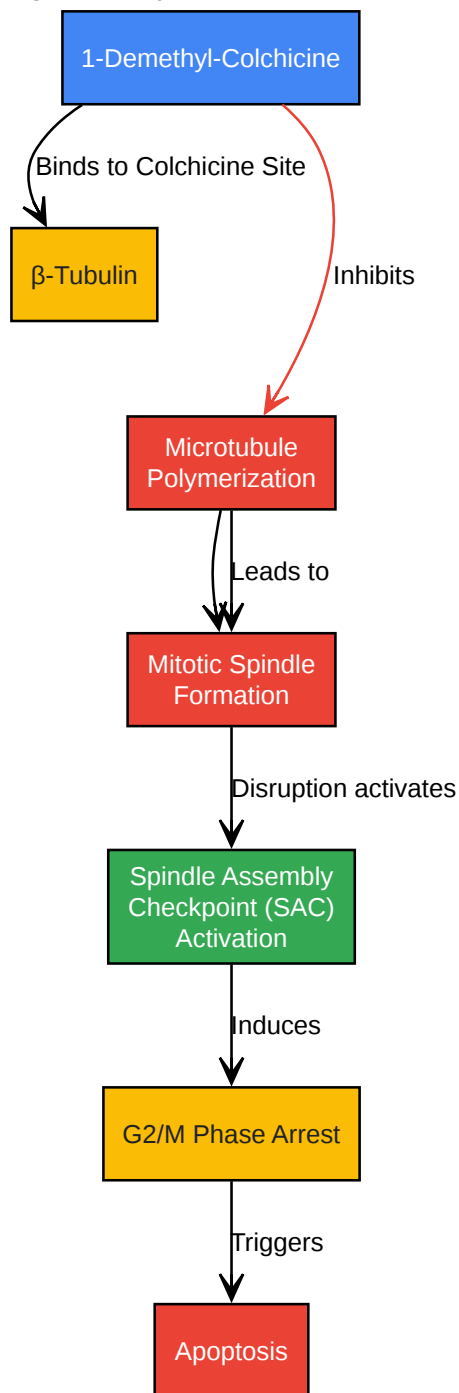 1-Demethyl-Colchicine
Binds to Colchicine Site
β-Tubulin
Inhibits
Microtubule
Polymerization
Leads to
Mitotic Spindle
Formation
Disruption activates
Spindle Assembly
Checkpoint (SAC)
Activation
Induces
G2/M Phase Arrest
Triggers
Apoptosis